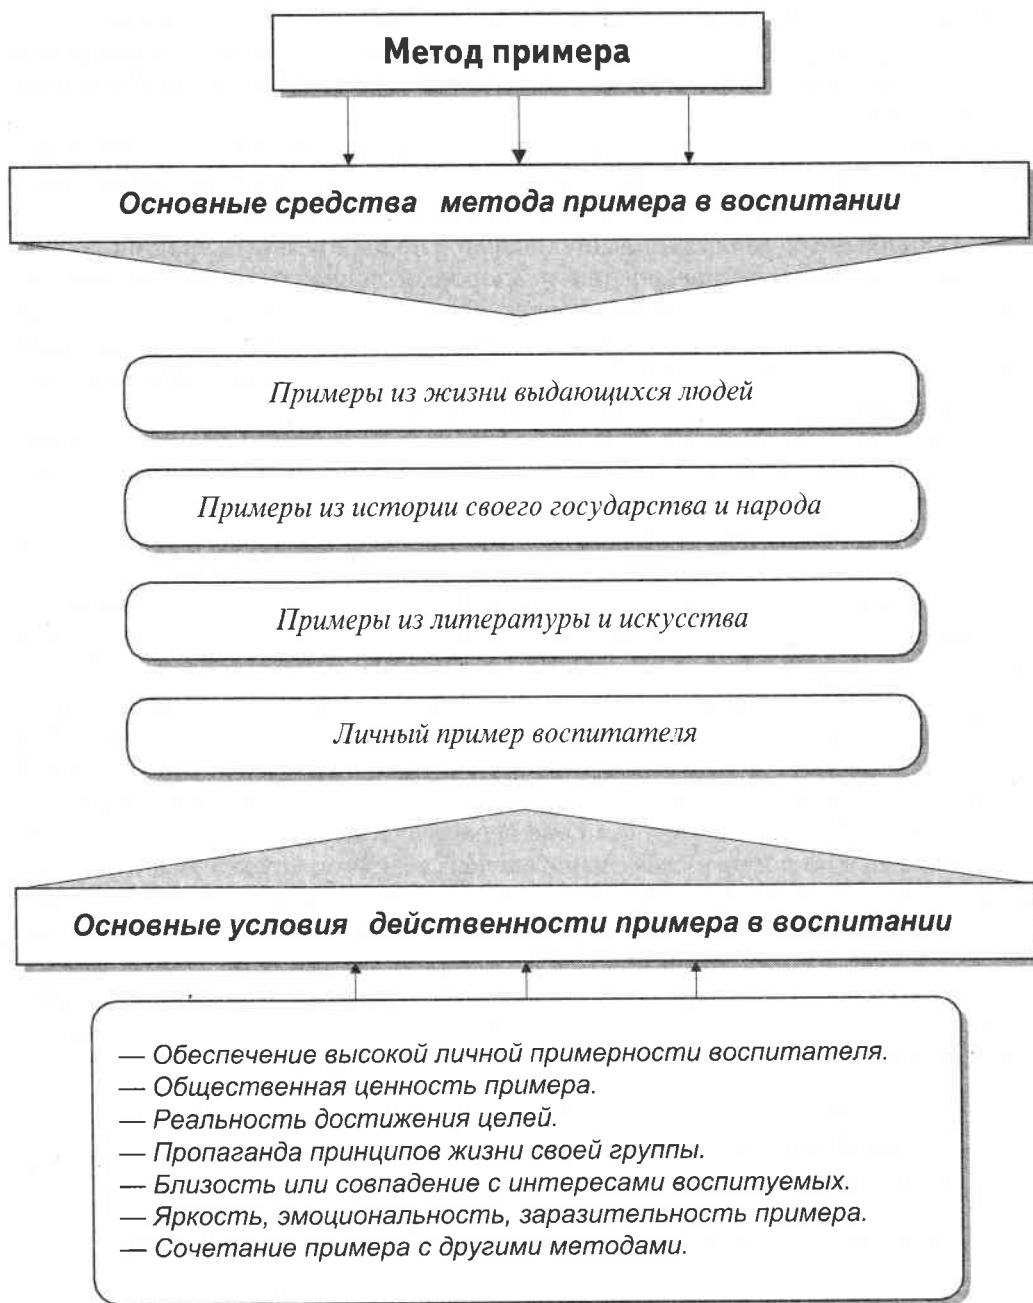 Метод примера
Основные средства метода примера в воспитании
Примеры из жизни выдающихся людей
Примеры из истории своего государства и народа
Примеры из литературы и искусства
Личный пример воспитателя
Основные условия действенности примера в воспитании
— Обеспечение высокой личной примерности воспитателя.
— Общественная ценность примера.
— Реальность достижения целей.
— Пропаганда принципов жизни своей группы.
— Близость или совпадение с интересами воспитуемых.
— Яркость, эмоциональность, заразительность примера.
— Сочетание примера с другими методами.